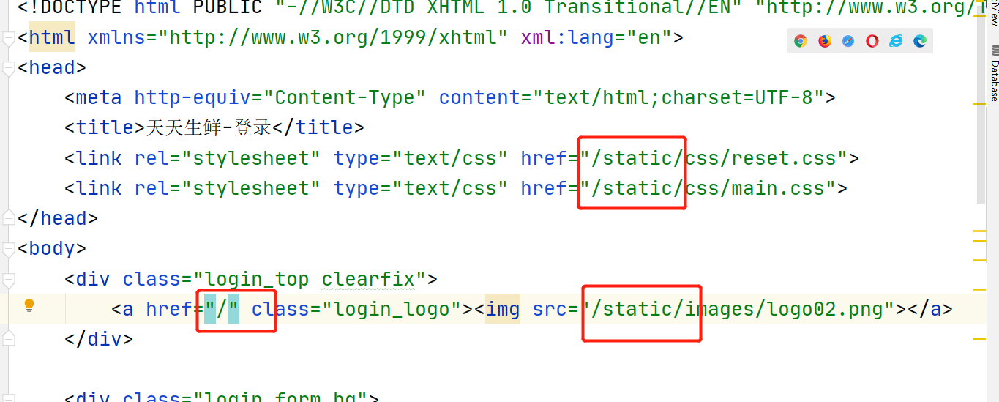 <!DOCTYPE html PUBLIC "-//W3C//DTD XHTML 1.0 Transitional//EN" "http://www.w3.org/
<html xmlns="http://www.w3.org/1999/xhtml" xml:lang="en">
<head>
<meta http-equiv="Content-Type" content="text/html;charset=UTF-8">
<title>天天生鲜-登录</title>
<link rel="stylesheet" type="text/css" href="/static/css/reset.css">
<link rel="stylesheet" type="text/css" href="/static/css/main.css">
</head>
<body>
<div class="login_top clearfix">
<a href="/" class="login_logo"><img src="/static/images/logo02.png"></a>
</div>
<div class="login_form_bg">
Database